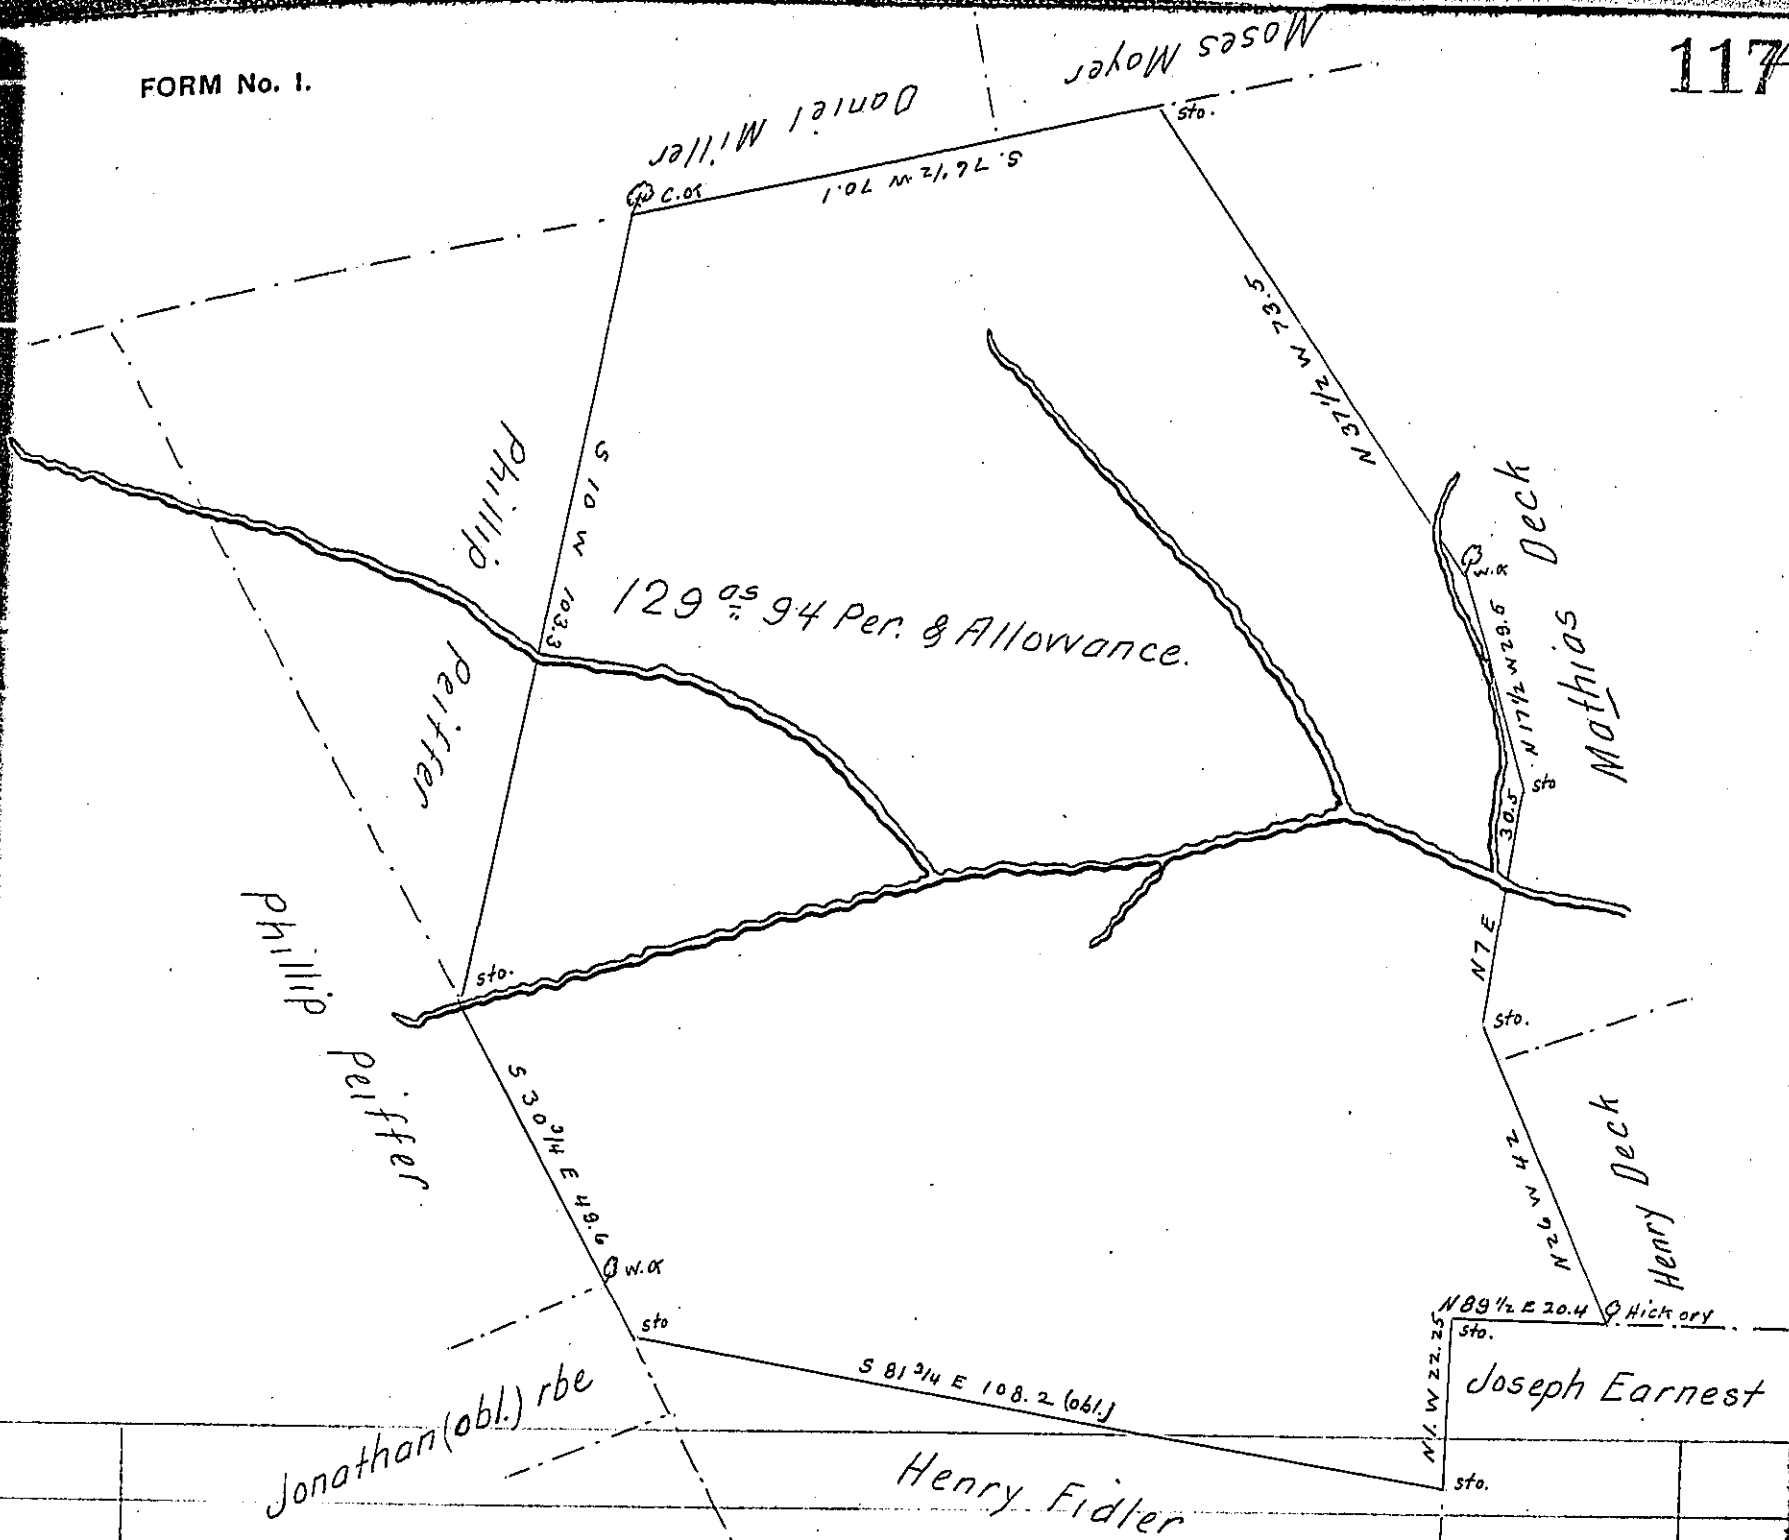 FORM No. 1.
117
Moses Moyer
Daniel Miller
sto.
C.O.
S. 76 1/2 W 70.1
N 37 1/2 W 73.5
Phillip Peiffer
S 10 W 103.3
129 as 94 Per. & Allowance.
Mathias Deck
W.O.
N 17 1/2 W 29.5
sto
30.5
N 7 E
sto.
sto.
Phillip Peiffer
S 30 3/4 E 49.6
W.O.
sto
N 26 W 42
Henry Deck
N 89 1/2 E 20.4
Hickory
sto.
N 1. W 22.25
Joseph Earnest
S 81 3/4 E 108.2 (obl.)
Jonathan (obl.) rbe
Henry Fidler
sto.